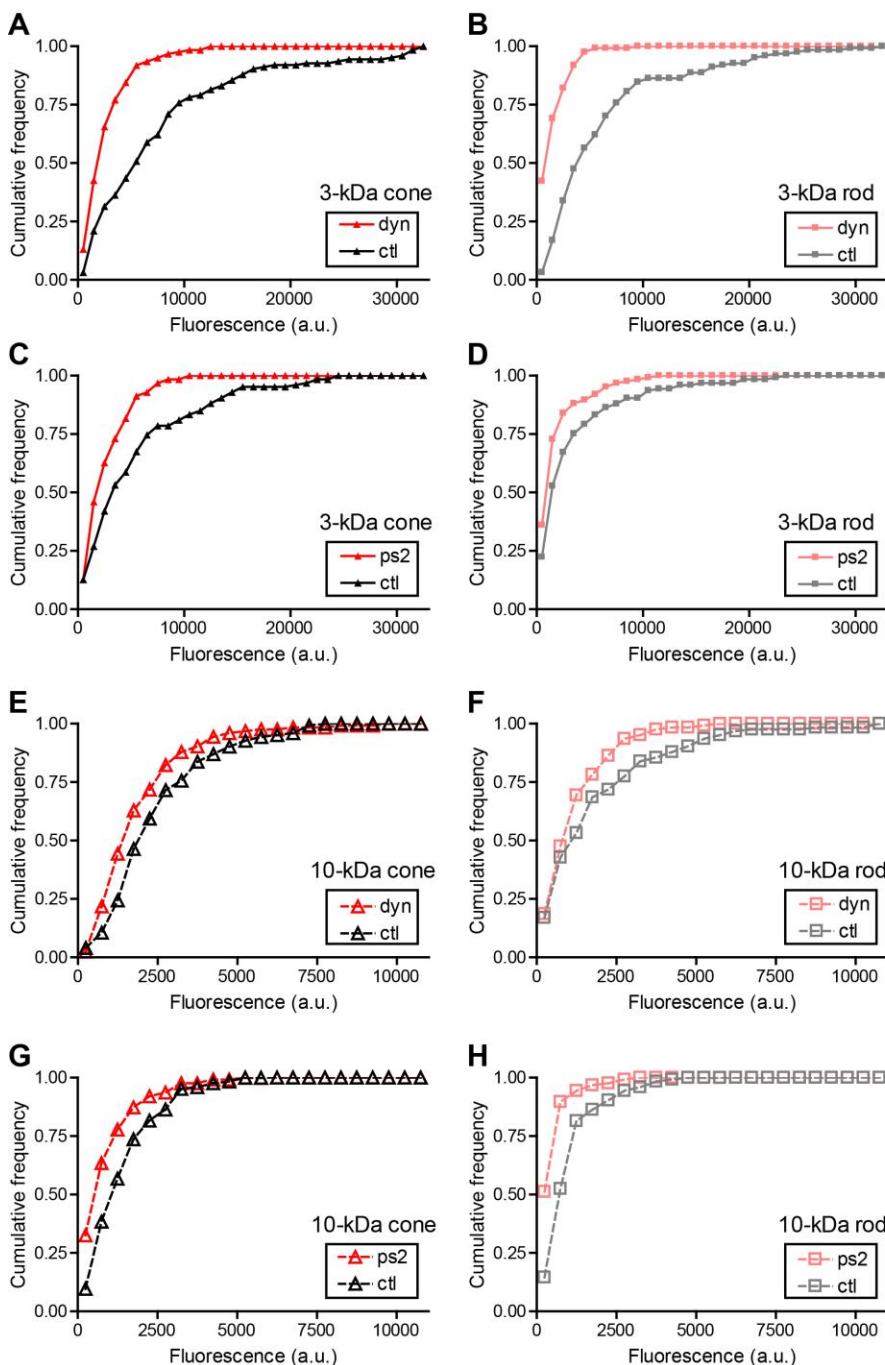 A
1.00
0.75
0.50
0.25
0.00
Cumulative frequency
3-kDa cone
dyn
ctl
0 10000 20000 30000
Fluorescence (a.u.)
B
1.00
0.75
0.50
0.25
0.00
Cumulative frequency
3-kDa rod
dyn
ctl
0 10000 20000 30000
Fluorescence (a.u.)
C
1.00
0.75
0.50
0.25
0.00
Cumulative frequency
3-kDa cone
ps2
ctl
0 10000 20000 30000
Fluorescence (a.u.)
D
1.00
0.75
0.50
0.25
0.00
Cumulative frequency
3-kDa rod
ps2
ctl
0 10000 20000 30000
Fluorescence (a.u.)
E
1.00
0.75
0.50
0.25
0.00
Cumulative frequency
10-kDa cone
dyn
ctl
0 2500 5000 7500 10000
Fluorescence (a.u.)
F
1.00
0.75
0.50
0.25
0.00
Cumulative frequency
10-kDa rod
dyn
ctl
0 2500 5000 7500 10000
Fluorescence (a.u.)
G
1.00
0.75
0.50
0.25
0.00
Cumulative frequency
10-kDa cone
ps2
ctl
0 2500 5000 7500 10000
Fluorescence (a.u.)
H
1.00
0.75
0.50
0.25
0.00
Cumulative frequency
10-kDa rod
ps2
ctl
0 2500 5000 7500 10000
Fluorescence (a.u.)